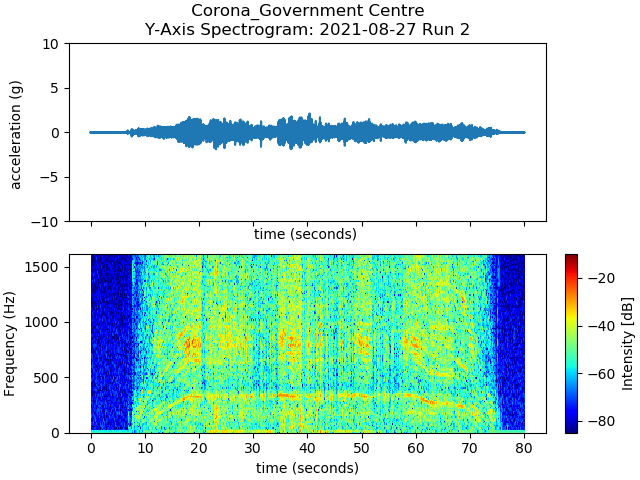 Corona_Government Centre
Y-Axis Spectrogram: 2021-08-27 Run 2
10
5
0
−5
−10
acceleration (g)
time (seconds)
1500
1000
500
0
Frequency (Hz)
0 10 20 30 40 50 60 70 80
time (seconds)
−20
−40
−60
−80
Intensity [dB]